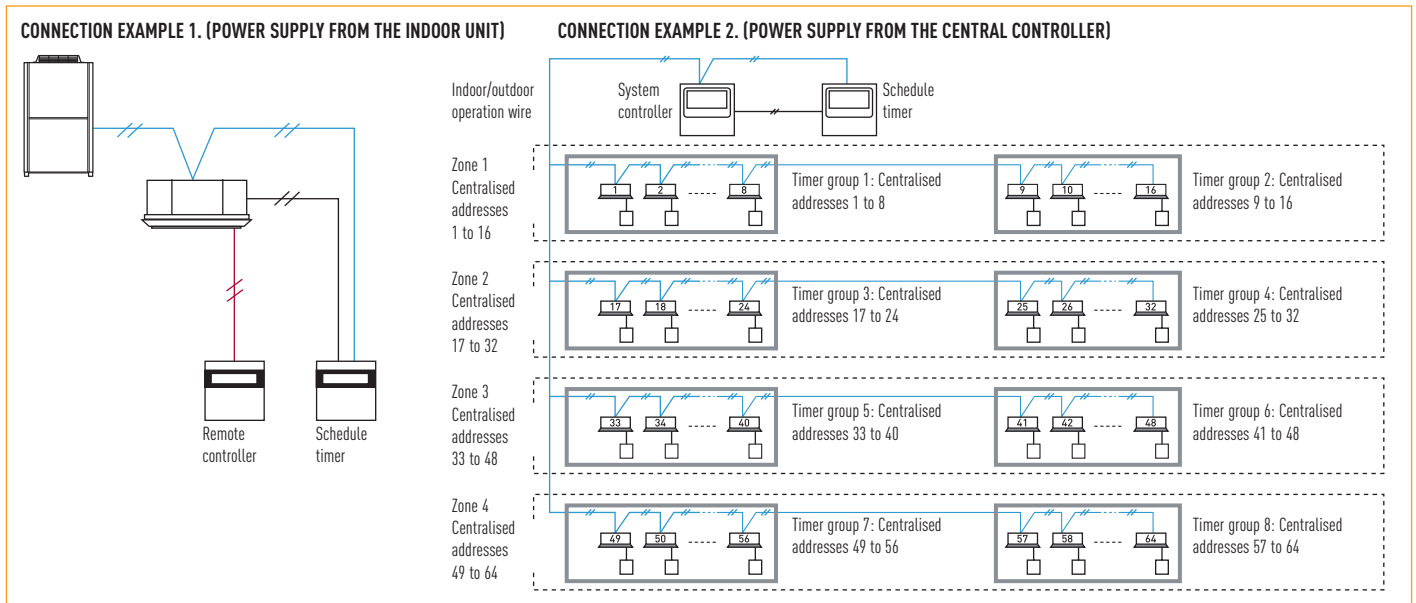 CONNECTION EXAMPLE 1. (POWER SUPPLY FROM THE INDOOR UNIT)
Remote
controller
Schedule
timer
CONNECTION EXAMPLE 2. (POWER SUPPLY FROM THE CENTRAL CONTROLLER)
Indoor/outdoor
operation wire
System
controller
Schedule
timer
Zone 1
Centralised
addresses
1 to 16
1 2 8
Timer group 1: Centralised
addresses 1 to 8
9 10 16
Timer group 2: Centralised
addresses 9 to 16
Zone 2
Centralised
addresses
17 to 32
17 18 24
Timer group 3: Centralised
addresses 17 to 24
25 26 32
Timer group 4: Centralised
addresses 25 to 32
Zone 3
Centralised
addresses
33 to 48
33 34 40
Timer group 5: Centralised
addresses 33 to 40
41 42 48
Timer group 6: Centralised
addresses 41 to 48
Zone 4
Centralised
addresses
49 to 64
49 50 56
Timer group 7: Centralised
addresses 49 to 56
57 58 64
Timer group 8: Centralised
addresses 57 to 64